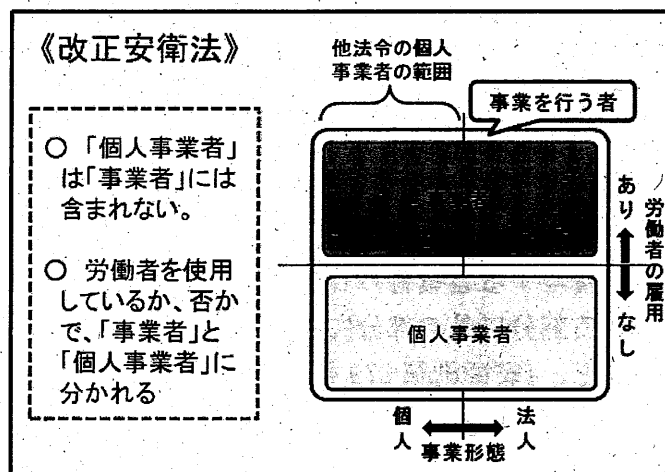 《改正安衛法》
他法令の個人
事業者の範囲
事業を行う者
○ 「個人事業者」
は「事業者」には
含まれない。
○ 労働者を使用
しているか、否か
で、「事業者」と
「個人事業者」に
分かれる
個人事業者
あり
なし
労働者の雇用
個人
法人
事業形態